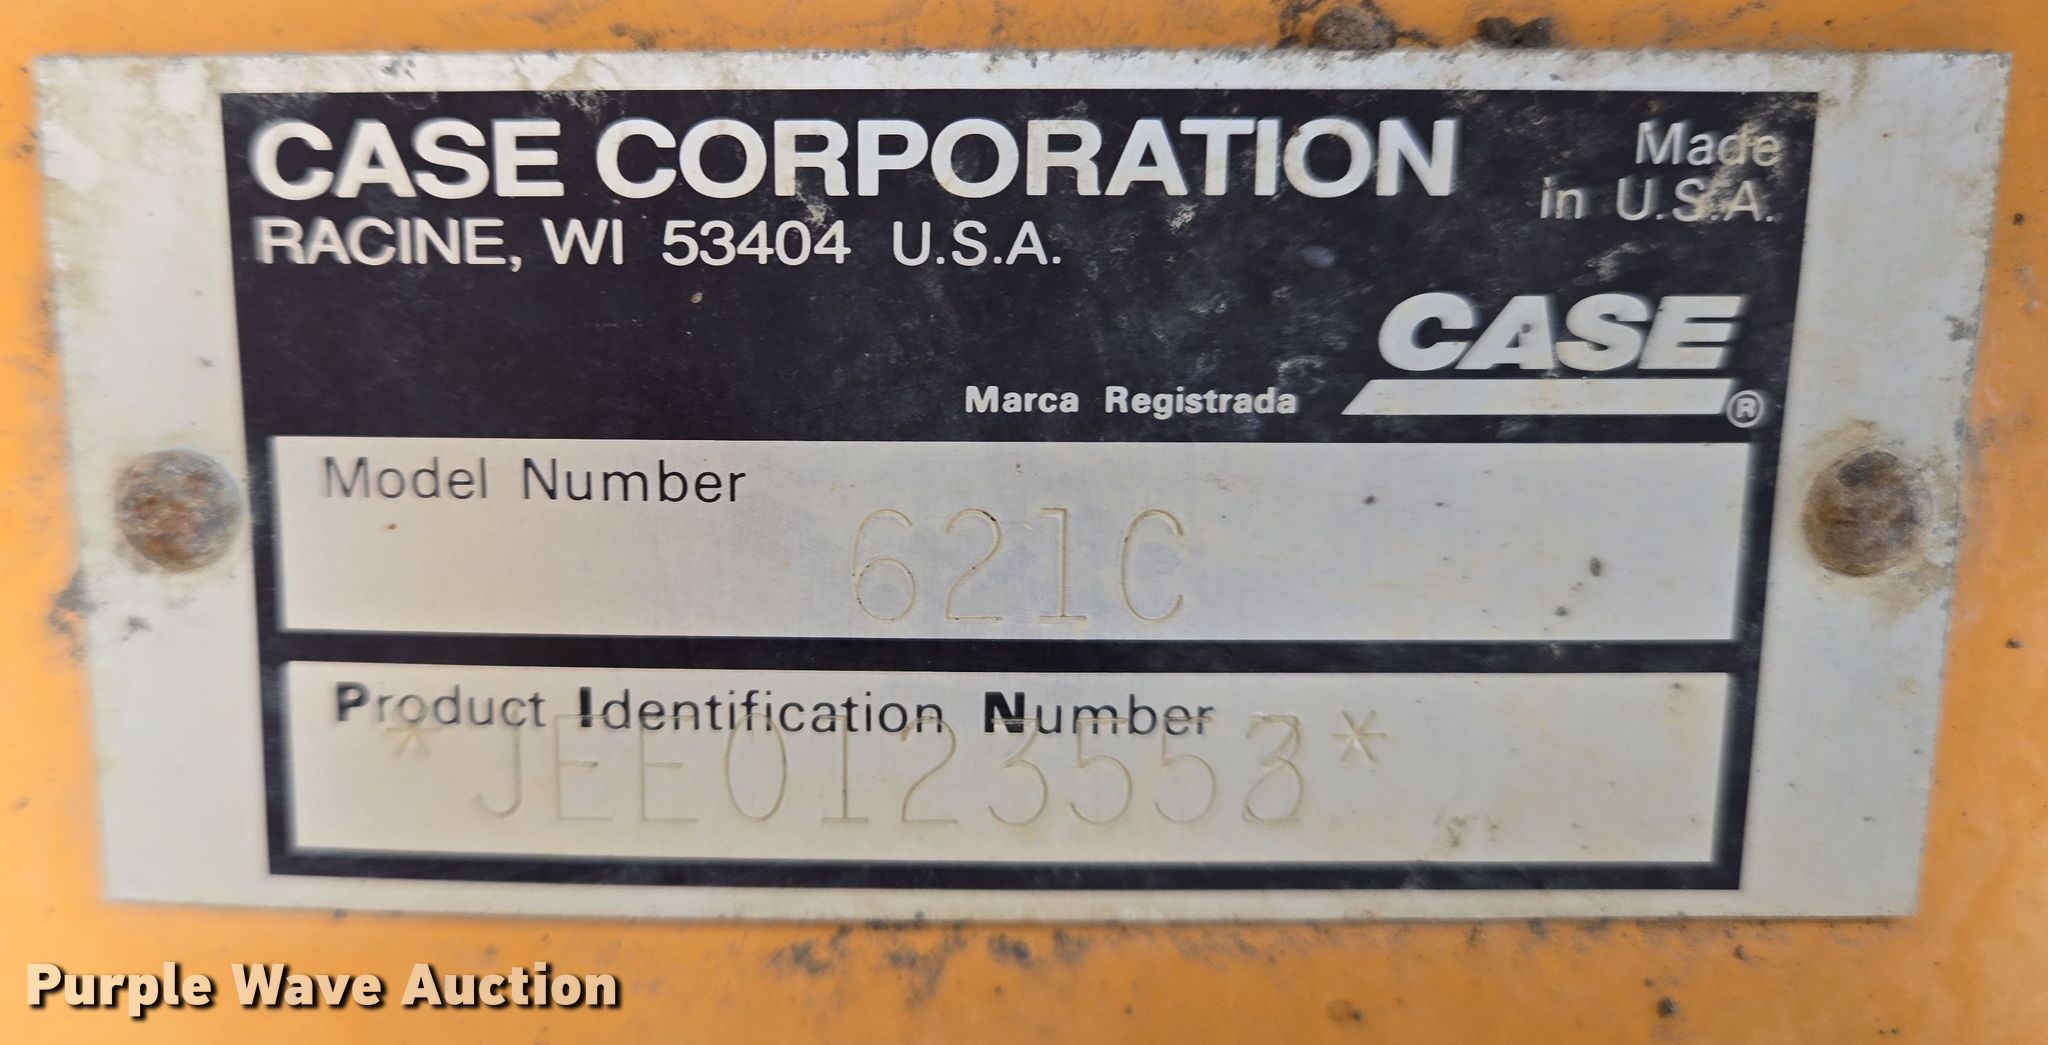 CASE CORPORATION
RACINE, WI 53404 U.S.A.
Made
in U.S.A.
CASE
Marca Registrada ®
Model Number
621C
Product Identification Number
Purple Wave Auction